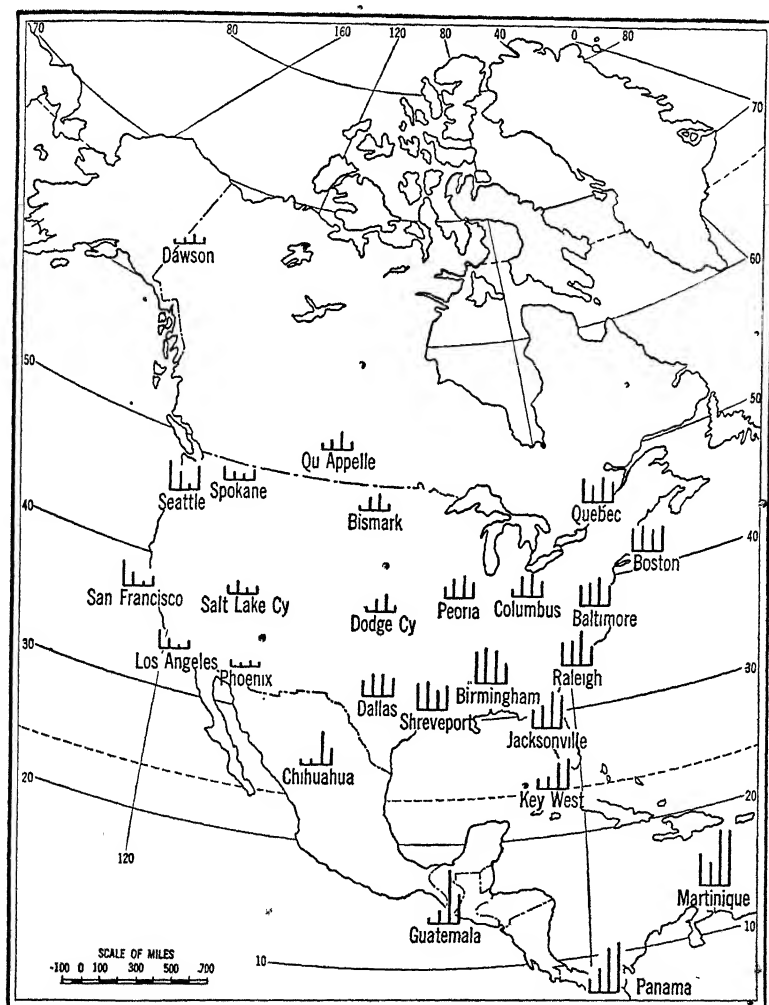 70
80
160
120
80
40
0
80
70
Dawson
60
50
50
Qu Appelle
Seattle
Spokane
Quebec
Bismark
40
Boston
40
San Francisco
Salt Lake Cy
Dodge Cy
Peoria
Columbus
Baltimore
30
Los Angeles
Phoenix
Dallas
Shreveport
Birmingham
Raleigh
30
Jacksonville
Chihuahua
20
Key West
20
120
Martinique
Guatemala
10
SCALE OF MILES
-100 0 100 300 500 700
10
Panama